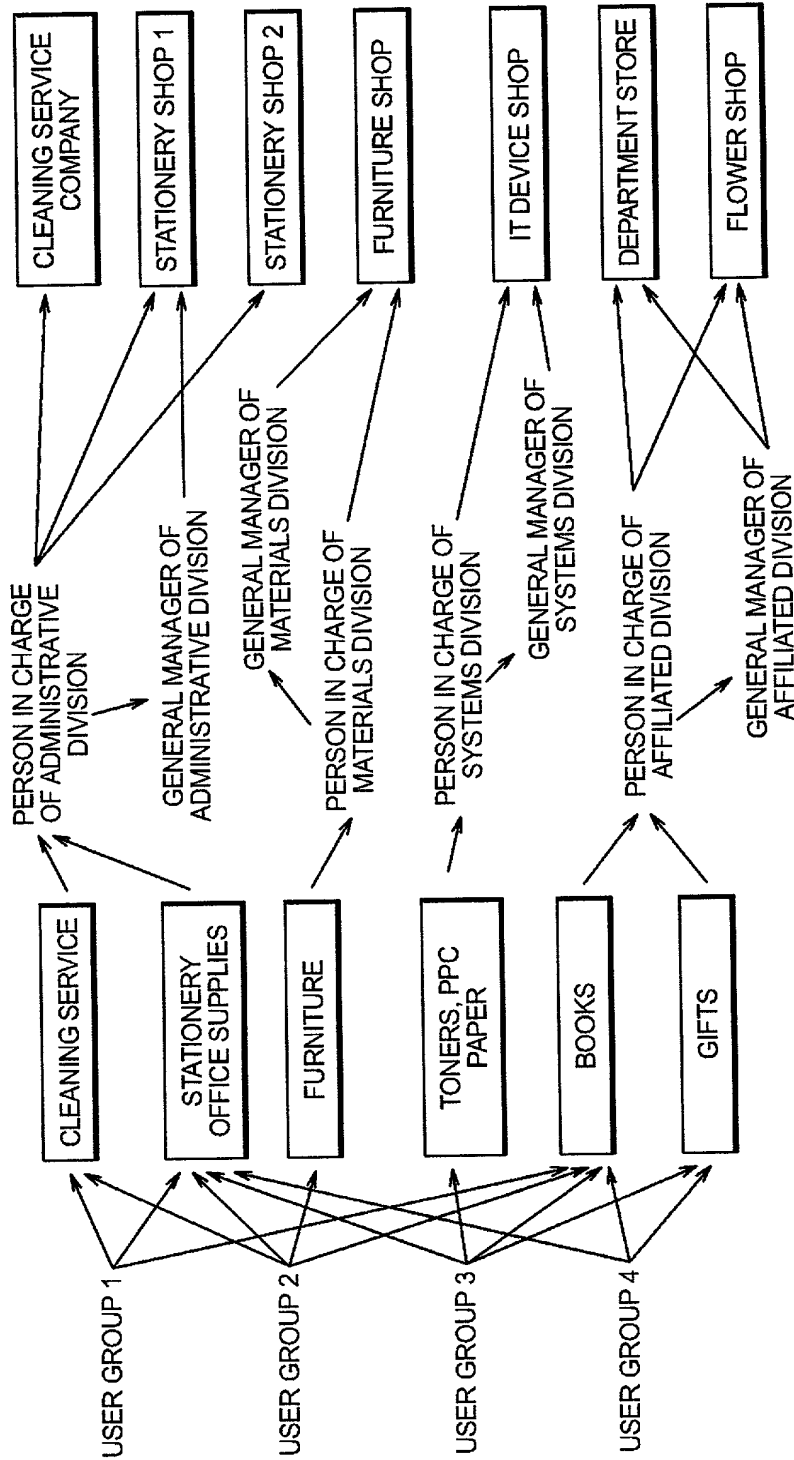 USER GROUP 1
USER GROUP 2
USER GROUP 3
USER GROUP 4
CLEANING SERVICE
STATIONERY
OFFICE SUPPLIES
FURNITURE
TONERS, PPC
PAPER
BOOKS
GIFTS
PERSON IN CHARGE
OF ADMINISTRATIVE
DIVISION
GENERAL MANAGER OF
ADMINISTRATIVE DIVISION
GENERAL MANAGER OF
MATERIALS DIVISION
PERSON IN CHARGE OF
MATERIALS DIVISION
PERSON IN CHARGE OF
SYSTEMS DIVISION
GENERAL MANAGER OF
SYSTEMS DIVISION
PERSON IN CHARGE OF
AFFILIATED DIVISION
GENERAL MANAGER OF
AFFILIATED DIVISION
CLEANING SERVICE
COMPANY
STATIONERY SHOP 1
STATIONERY SHOP 2
FURNITURE SHOP
IT DEVICE SHOP
DEPARTMENT STORE
FLOWER SHOP